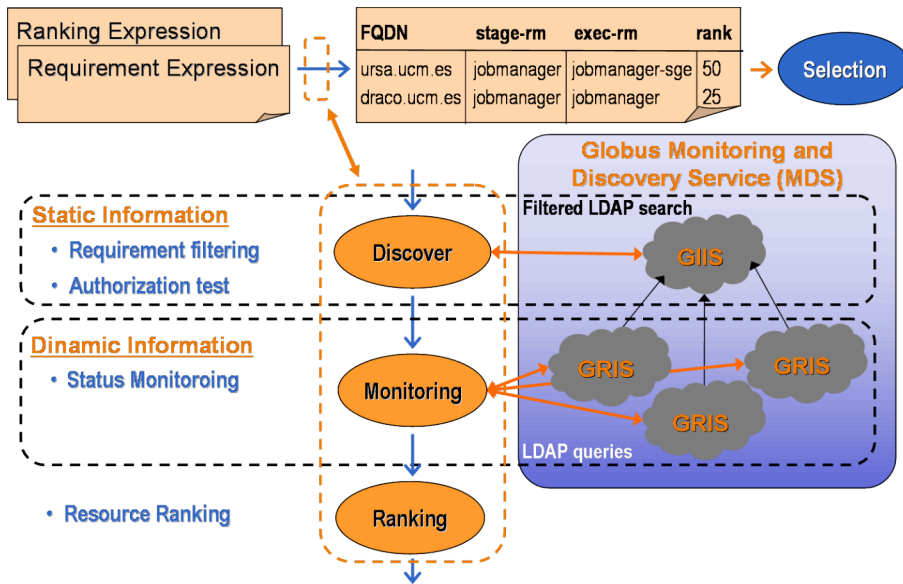 Ranking Expression
Requirement Expression
FQDN stage-rm exec-rm rank
ursa.ucm.es jobmanager jobmanager-sge 50
draco.ucm.es jobmanager jobmanager 25
Selection
Globus Monitoring and
Discovery Service (MDS)
Static Information
• Requirement filtering
• Authorization test
Discover
Filtered LDAP search
GIIS
Dinamic Information
• Status Monitoroing
Monitoring
GRIS
GRIS
GRIS
LDAP queries
• Resource Ranking
Ranking